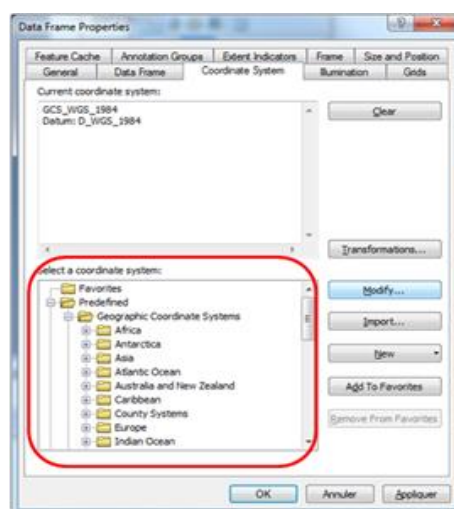 Data Frame Properties
Feature Cache Annotation Groups Extent Indicators Frame Size and Position
General Data Frame Coordinate System Illumination Grids
Current coordinate system:
GCS_WGS_1984
Datum: D_WGS_1984
Clear
Transformations...
Select a coordinate system:
Favorites
Predefined
Geographic Coordinate Systems
Africa
Antarctica
Asia
Atlantic Ocean
Australia and New Zealand
Caribbean
County Systems
Europe
Indian Ocean
Modify...
Import...
New
Add To Favorites
Remove From Favorites
OK Annuler Appliquer